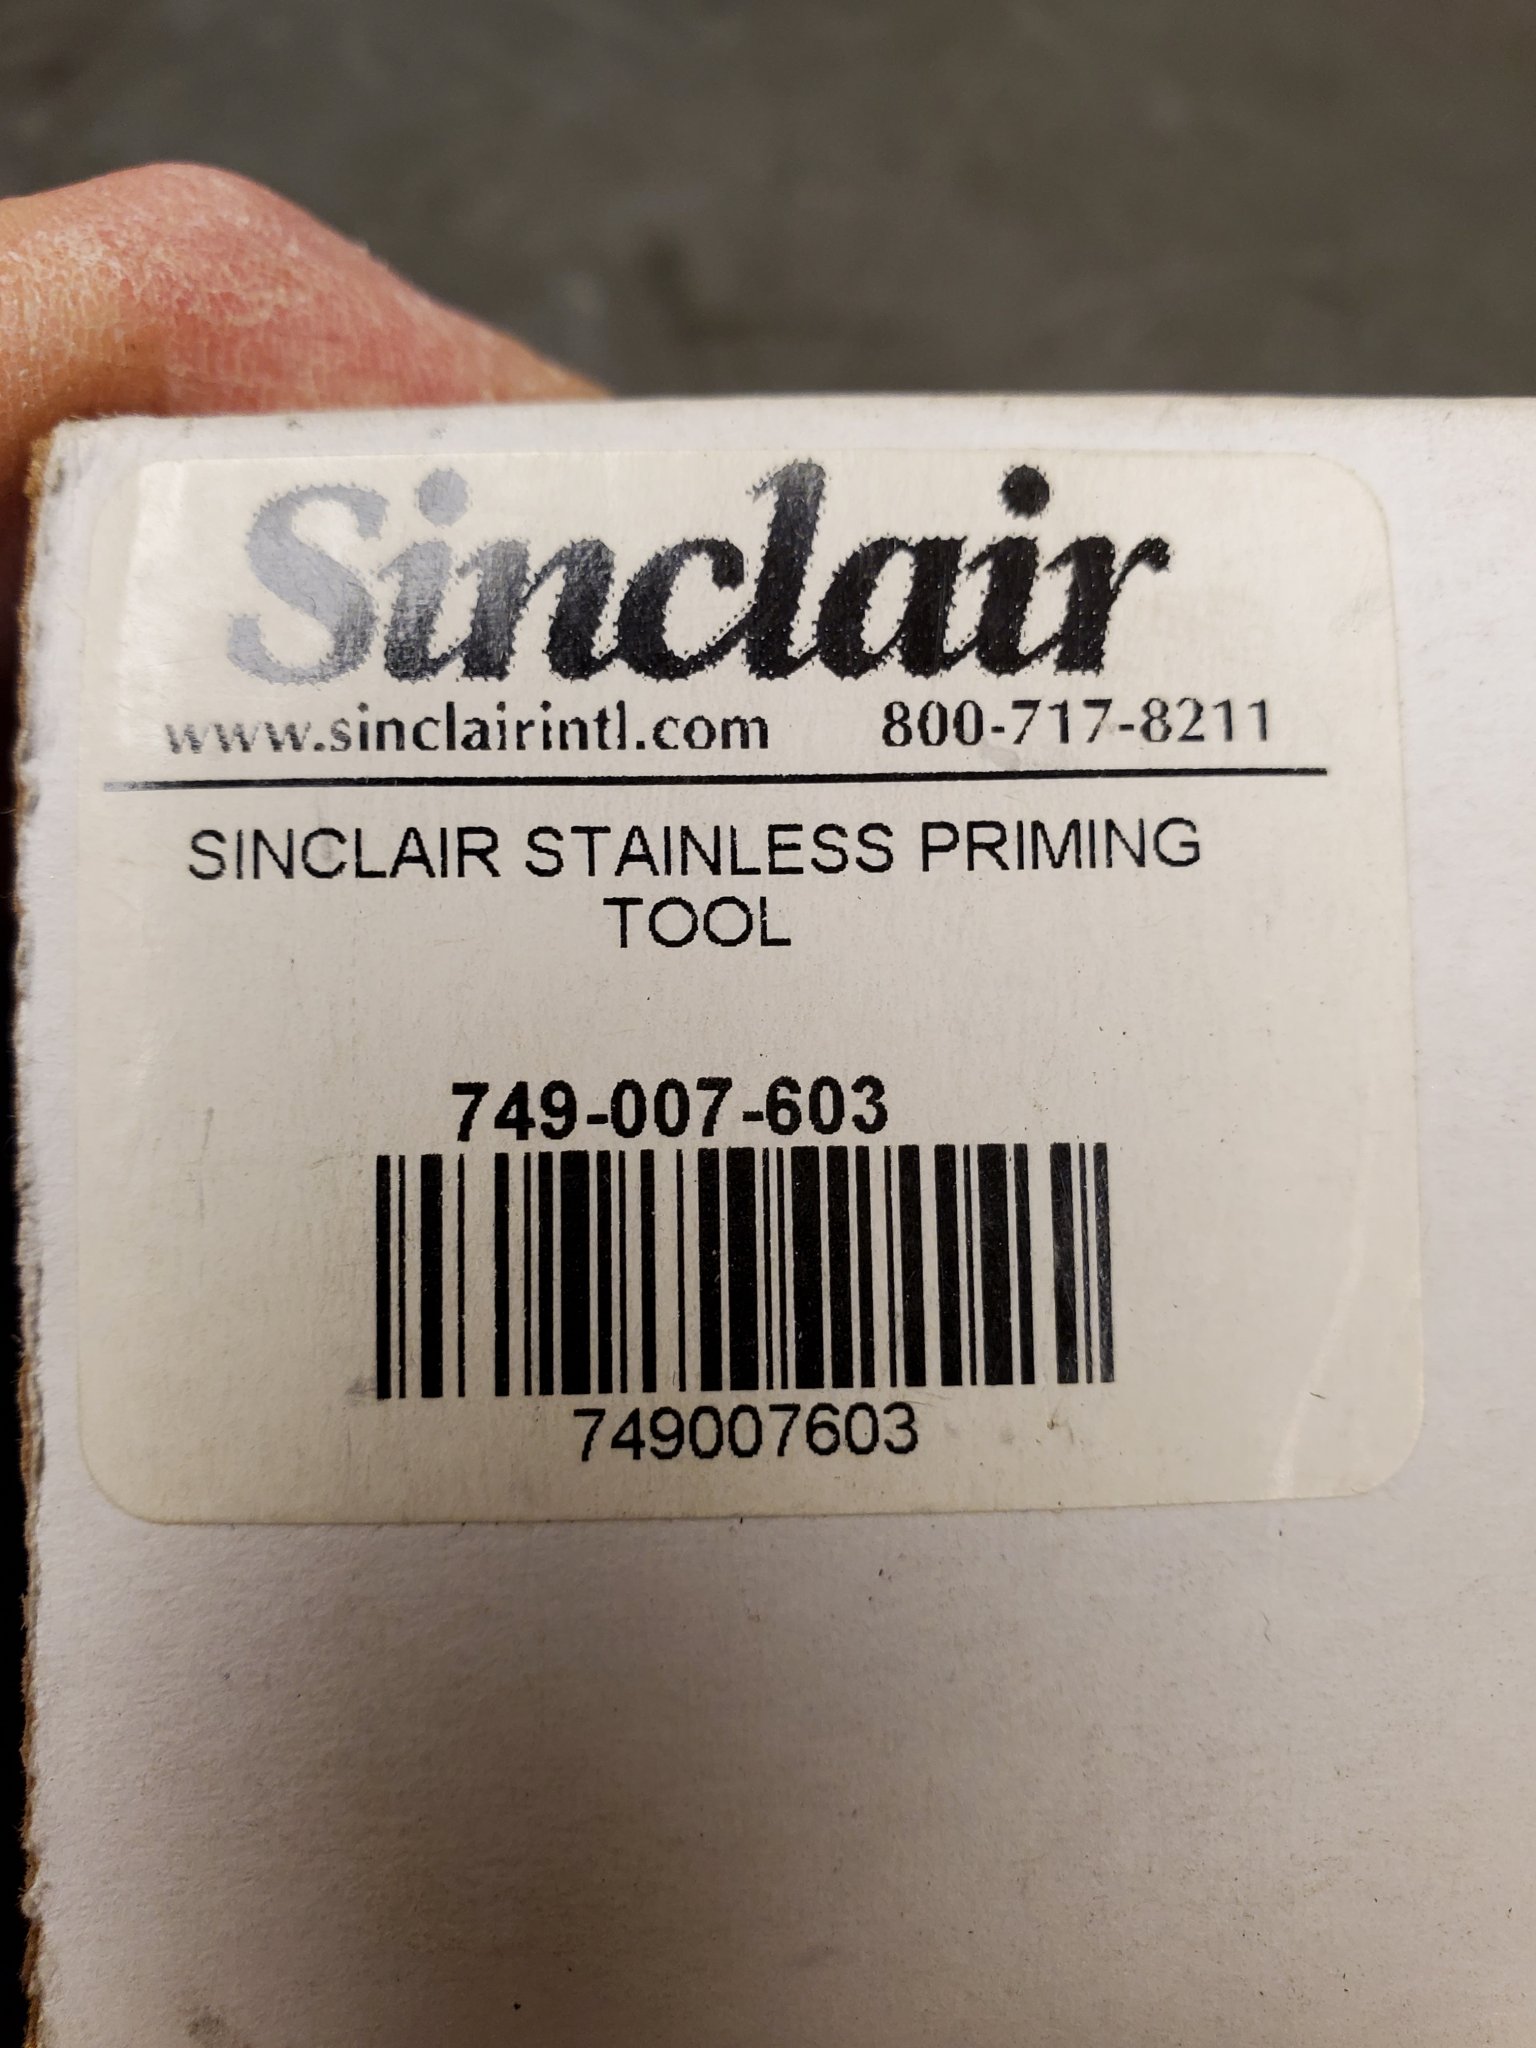 Sinclair
www.sinclairintl.com 800-717-8211
SINCLAIR STAINLESS PRIMING
TOOL
749-007-603
749007603